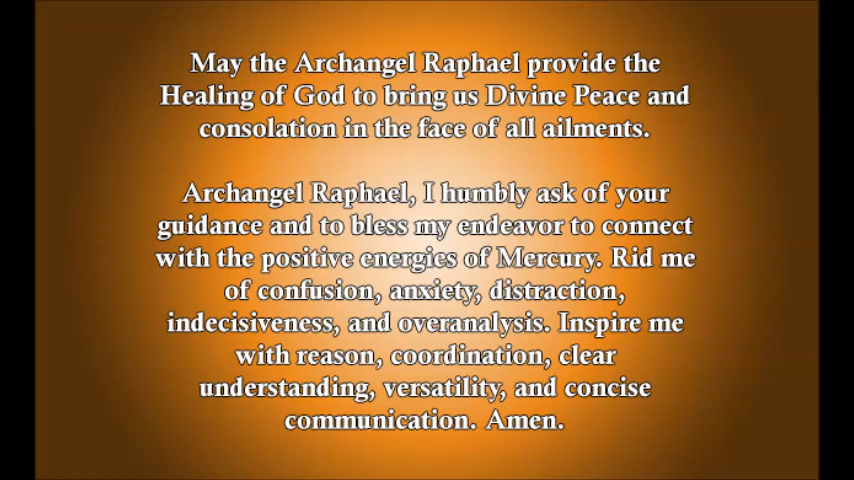 May the Archangel Raphael provide the
Healing of God to bring us Divine Peace and
consolation in the face of all ailments.
Archangel Raphael, I humbly ask of your
guidance and to bless my endeavor to connect
with the positive energies of Mercury. Rid me
of confusion, anxiety, distraction,
indecisiveness, and overanalysis. Inspire me
with reason, coordination, clear
understanding, versatility, and concise
communication. Amen.